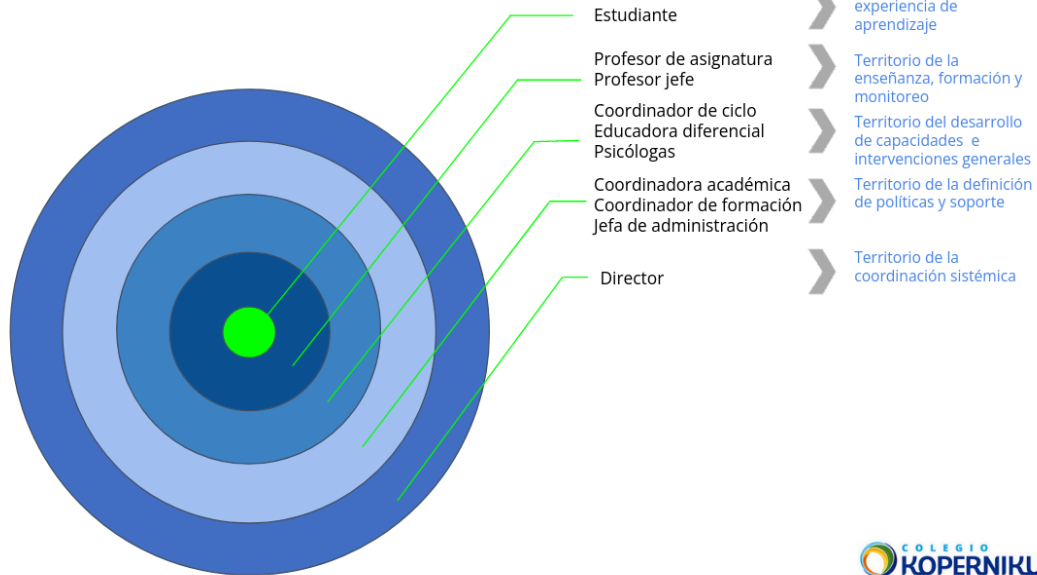 Estudiante
experiencia de
aprendizaje
Profesor de asignatura
Profesor jefe
Territorio de la
enseñanza, formación y
monitoreo
Coordinador de ciclo
Educadora diferencial
Psicólogas
Territorio del desarrollo
de capacidades e
intervenciones generales
Coordinadora académica
Coordinador de formación
Jefa de administración
Territorio de la definición
de políticas y soporte
Director
Territorio de la
coordinación sistémica
COLEGIO
KOPERNIKU